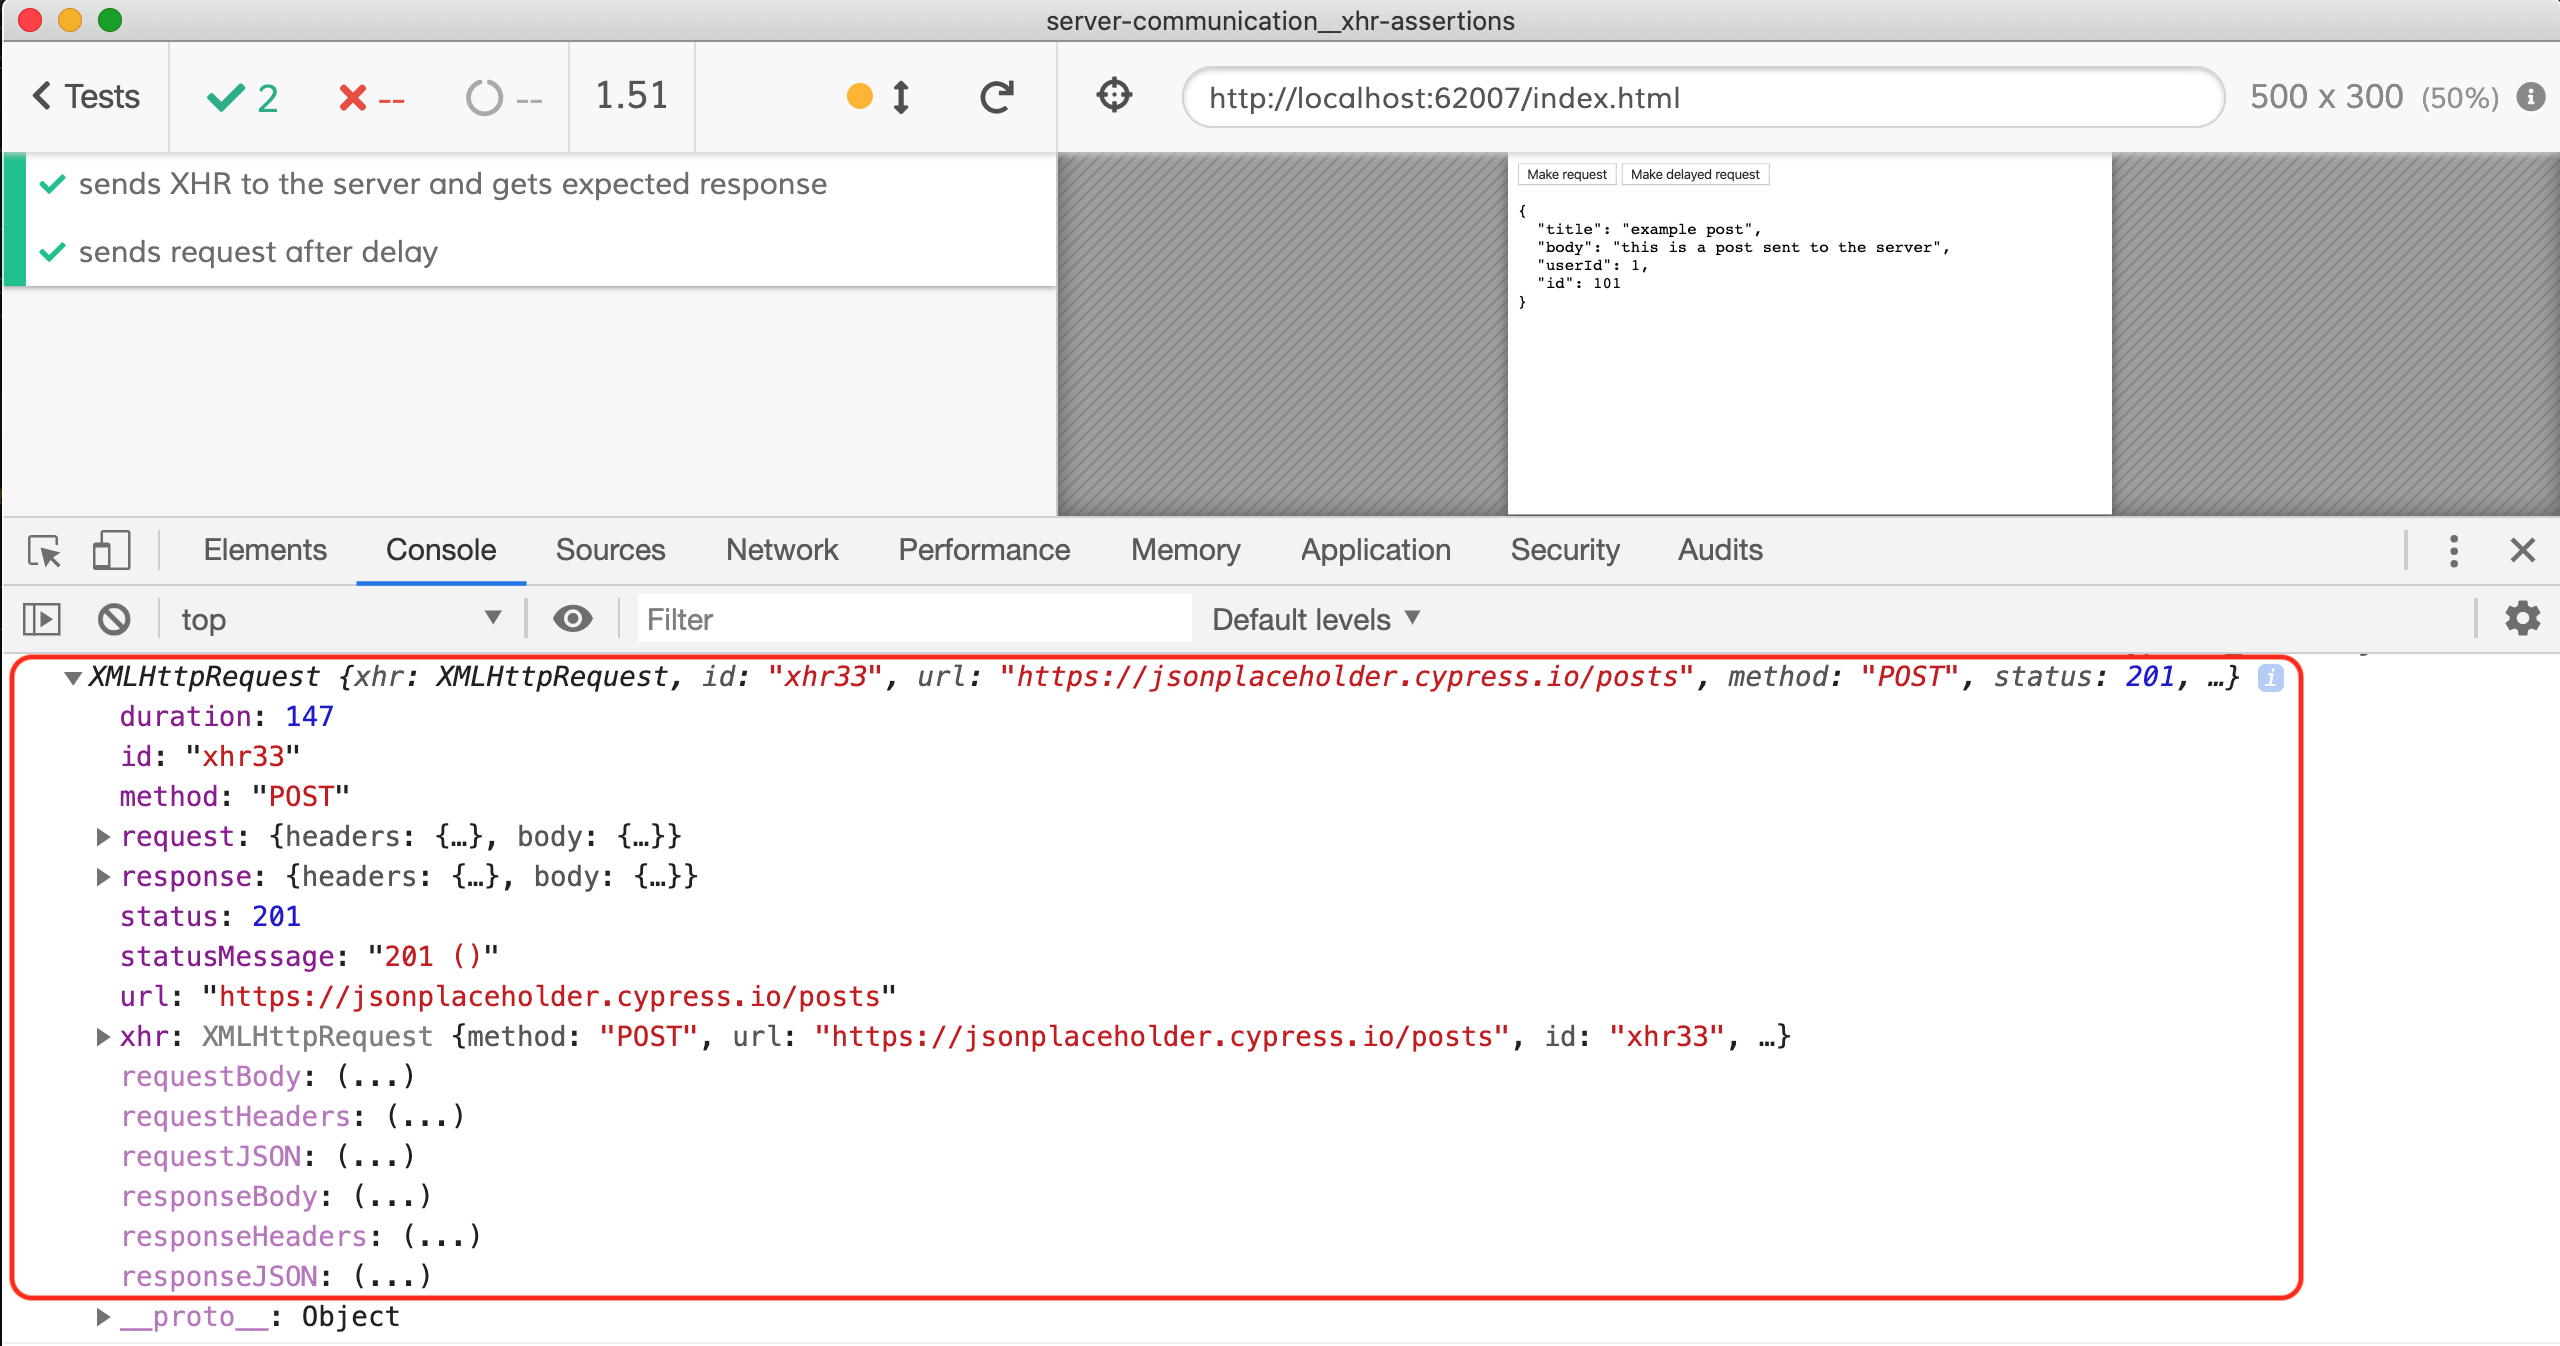 server-communication__xhr-assertions
Tests 2 -- -- 1.51 http://localhost:62007/index.html 500 x 300 (50%)
sends XHR to the server and gets expected response
sends request after delay
Make request Make delayed request
{
  "title": "example post",
  "body": "this is a post sent to the server",
  "userId": 1,
  "id": 101
}
Elements Console Sources Network Performance Memory Application Security Audits
top Filter Default levels
XMLHttpRequest {xhr: XMLHttpRequest, id: "xhr33", url: "https://jsonplaceholder.cypress.io/posts", method: "POST", status: 201, …} i
duration: 147
id: "xhr33"
method: "POST"
request: {headers: {…}, body: {…}}
response: {headers: {…}, body: {…}}
status: 201
statusMessage: "201 ()"
url: "https://jsonplaceholder.cypress.io/posts"
xhr: XMLHttpRequest {method: "POST", url: "https://jsonplaceholder.cypress.io/posts", id: "xhr33", …}
requestBody: (...)
requestHeaders: (...)
requestJSON: (...)
responseBody: (...)
responseHeaders: (...)
responseJSON: (...)
__proto__: Object